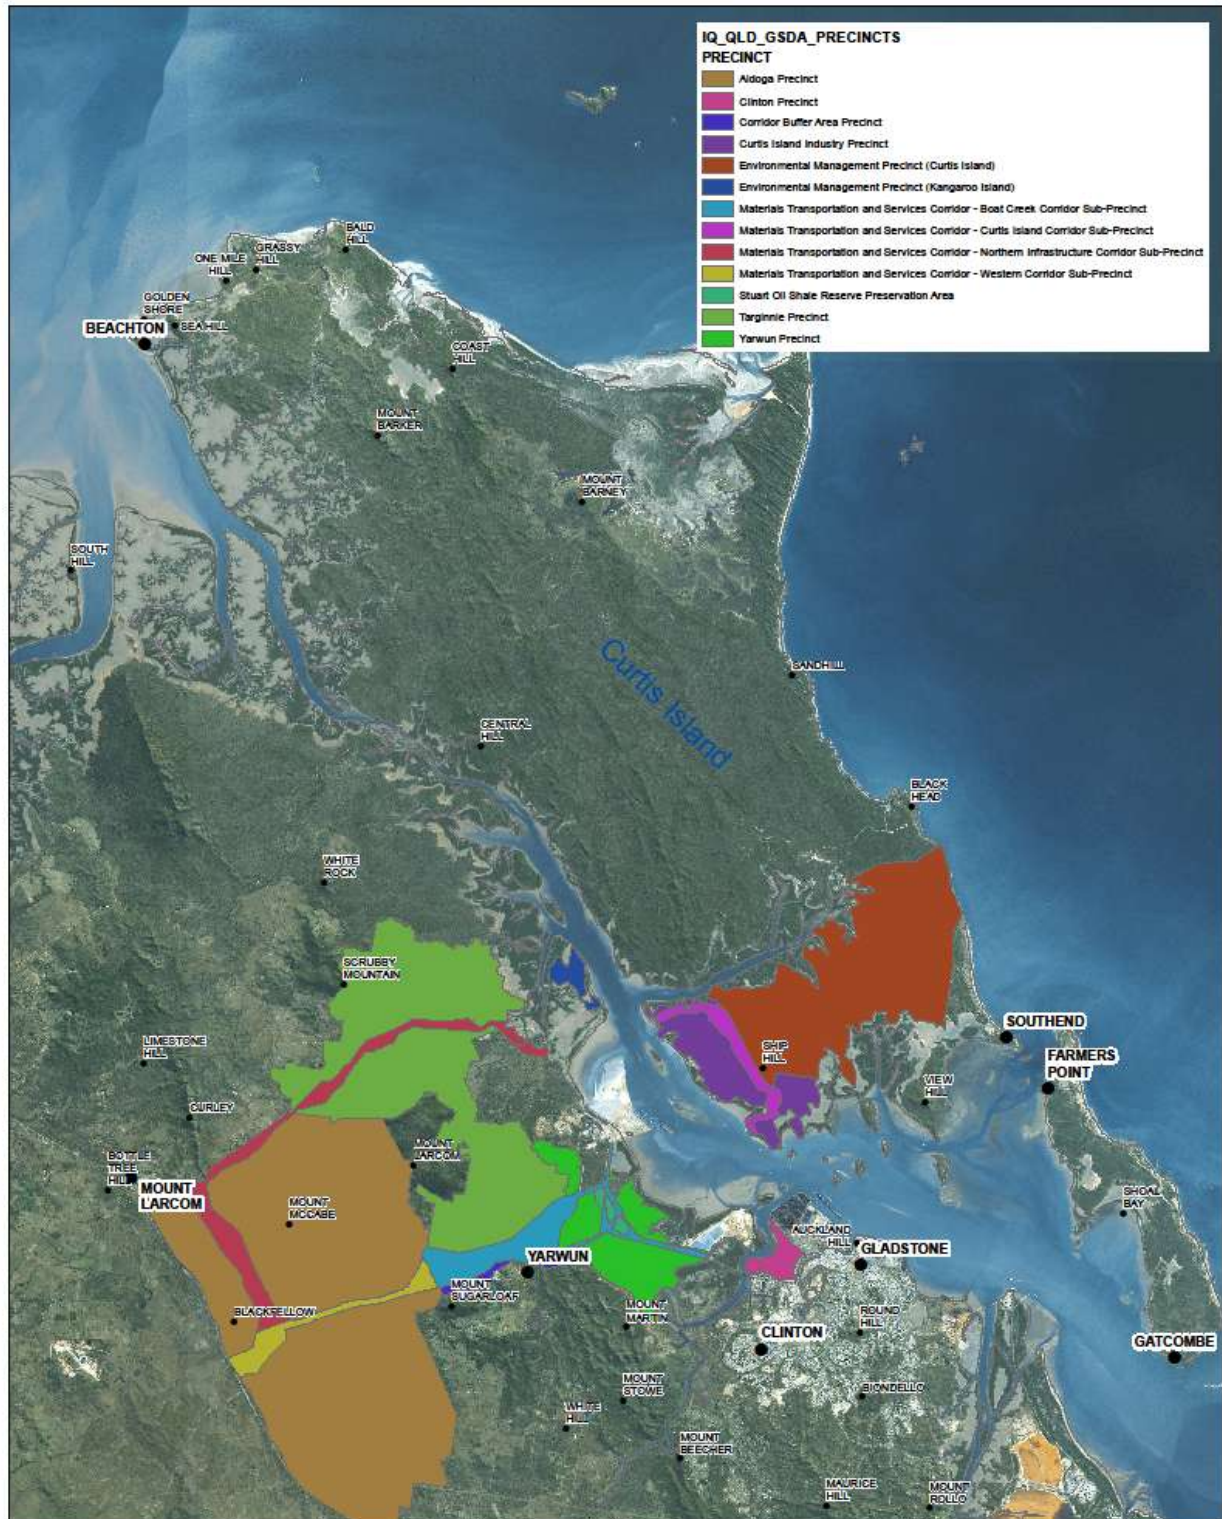 IQ_QLD_GSDA_PRECINCTS
PRECINCT
Aldoga Precinct
Clinton Precinct
Corridor Buffer Area Precinct
Curtis Island Industry Precinct
Environmental Management Precinct (Curtis Island)
Environmental Management Precinct (Kangaroo Island)
Materials Transportation and Services Corridor - Boat Creek Corridor Sub-Precinct
Materials Transportation and Services Corridor - Curtis Island Corridor Sub-Precinct
Materials Transportation and Services Corridor - Northern Infrastructure Corridor Sub-Precinct
Materials Transportation and Services Corridor - Western Corridor Sub-Precinct
Stuart Oil Shale Reserve Preservation Area
Targinnie Precinct
Yarwun Precinct
BALD
HILL
GRASSY
HILL
ONE MILE
HILL
GOLDEN
SHORE
SEA HILL
BEACHTON
COAST
HILL
MOUNT
BARKER
MOUNT
BARNEY
SOUTH
HILL
Curtis Island
SANDHILL
CENTRAL
HILL
BLACK
HEAD
WHITE
ROCK
SCRUBBY
MOUNTAIN
SOUTHEND
LIMESTONE
HILL
SHIP
HILL
FARMERS
POINT
VIEW
HILL
CURLEY
MOUNT
LARCOM
BOTTLE
TREE
HILL
MOUNT
L'ARCOM
MOUNT
MCCABE
SHOAL
BAY
AUCKLAND
HILL
GLADSTONE
YARWUN
MOUNT
SUGARLOAF
BLACKFELLOW
MOUNT
MARTIN
ROUND
HILL
CLINTON
GATCOMBE
MOUNT
STOWE
BIONDELLO
WHITE
HILL
MOUNT
BEECHER
MAURICE
HILL
MOUNT
ROLLO